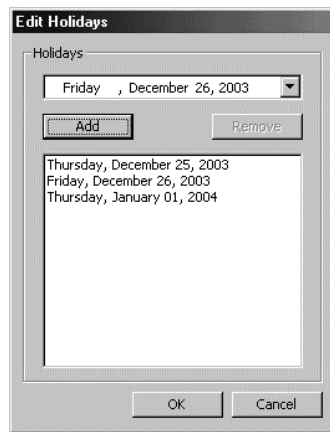 Edit Holidays
Holidays
Friday , December 26, 2003
Add Remove
Thursday, December 25, 2003
Friday, December 26, 2003
Thursday, January 01, 2004
OK Cancel